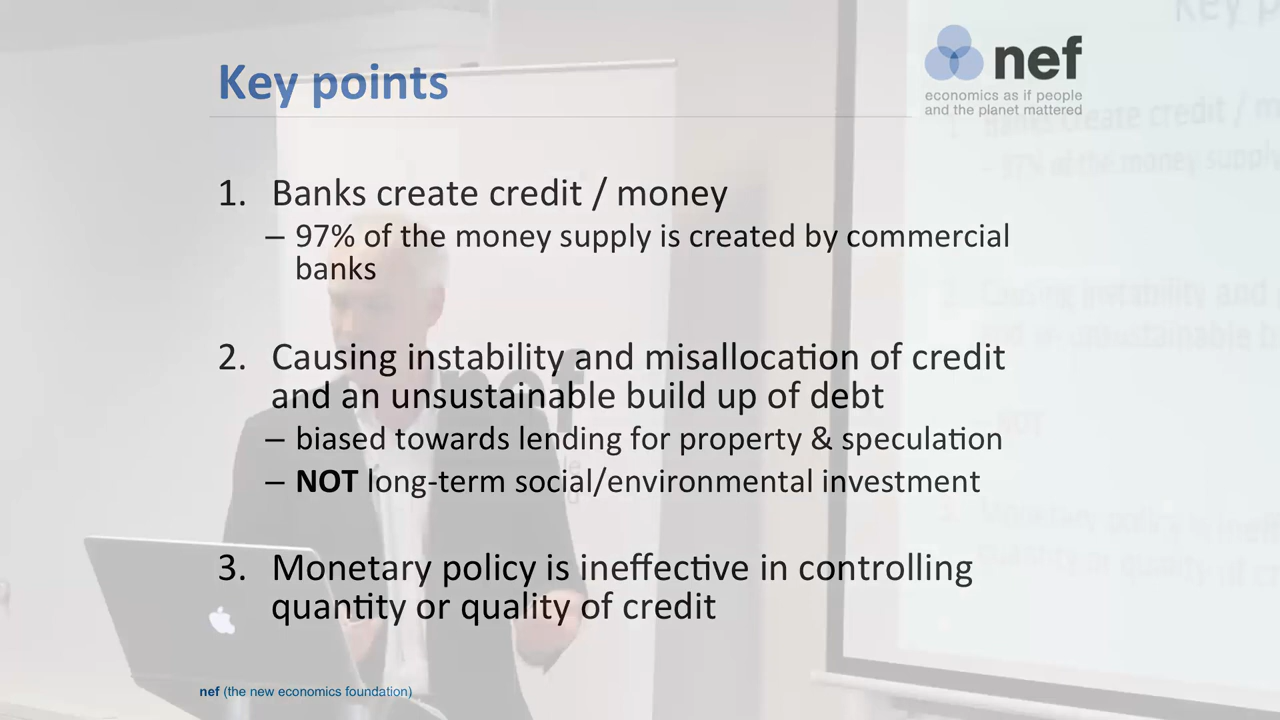 Key points
nef
economics as if people
and the planet mattered
1. Banks create credit / money
– 97% of the money supply is created by commercial
banks
2. Causing instability and misallocation of credit
and an unsustainable build up of debt
– biased towards lending for property & speculation
– NOT long-term social/environmental investment
3. Monetary policy is ineffective in controlling
quantity or quality of credit
nef (the new economics foundation)